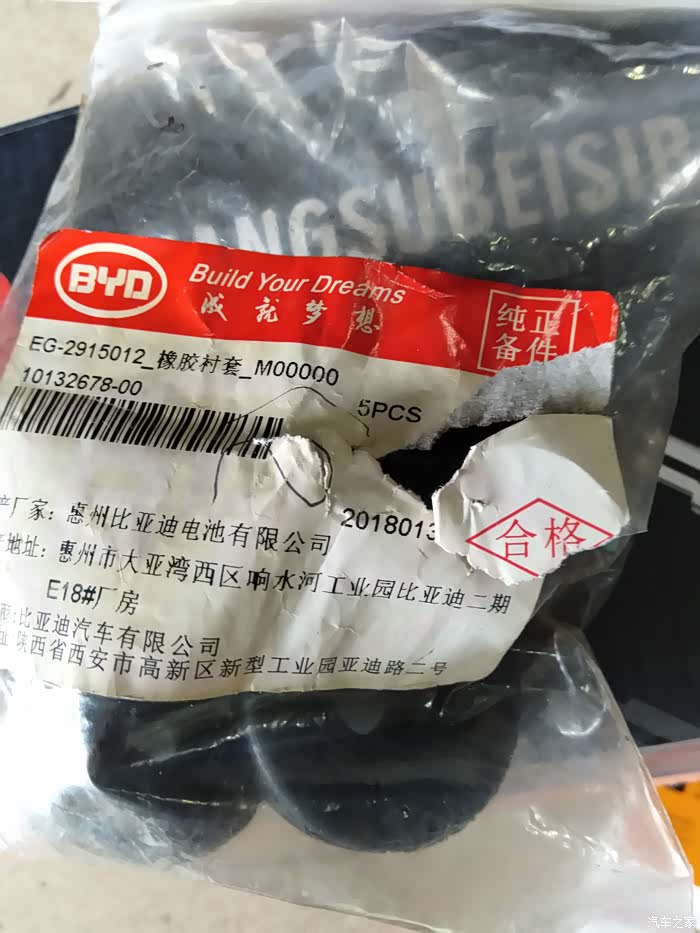 ANGSUBEISIR
BYD
Build Your Dreams
成就梦想
纯正
备件
EG-2915012_橡胶衬套_M00000
10132678-00
5PCS
厂家：惠州比亚迪电池有限公司
2018013
合格
地址：惠州市大亚湾西区响水河工业园比亚迪二期
E18#厂房
:比亚迪汽车有限公司
址 陕西省西安市高新区新型工业园亚迪路二号
汽车之家